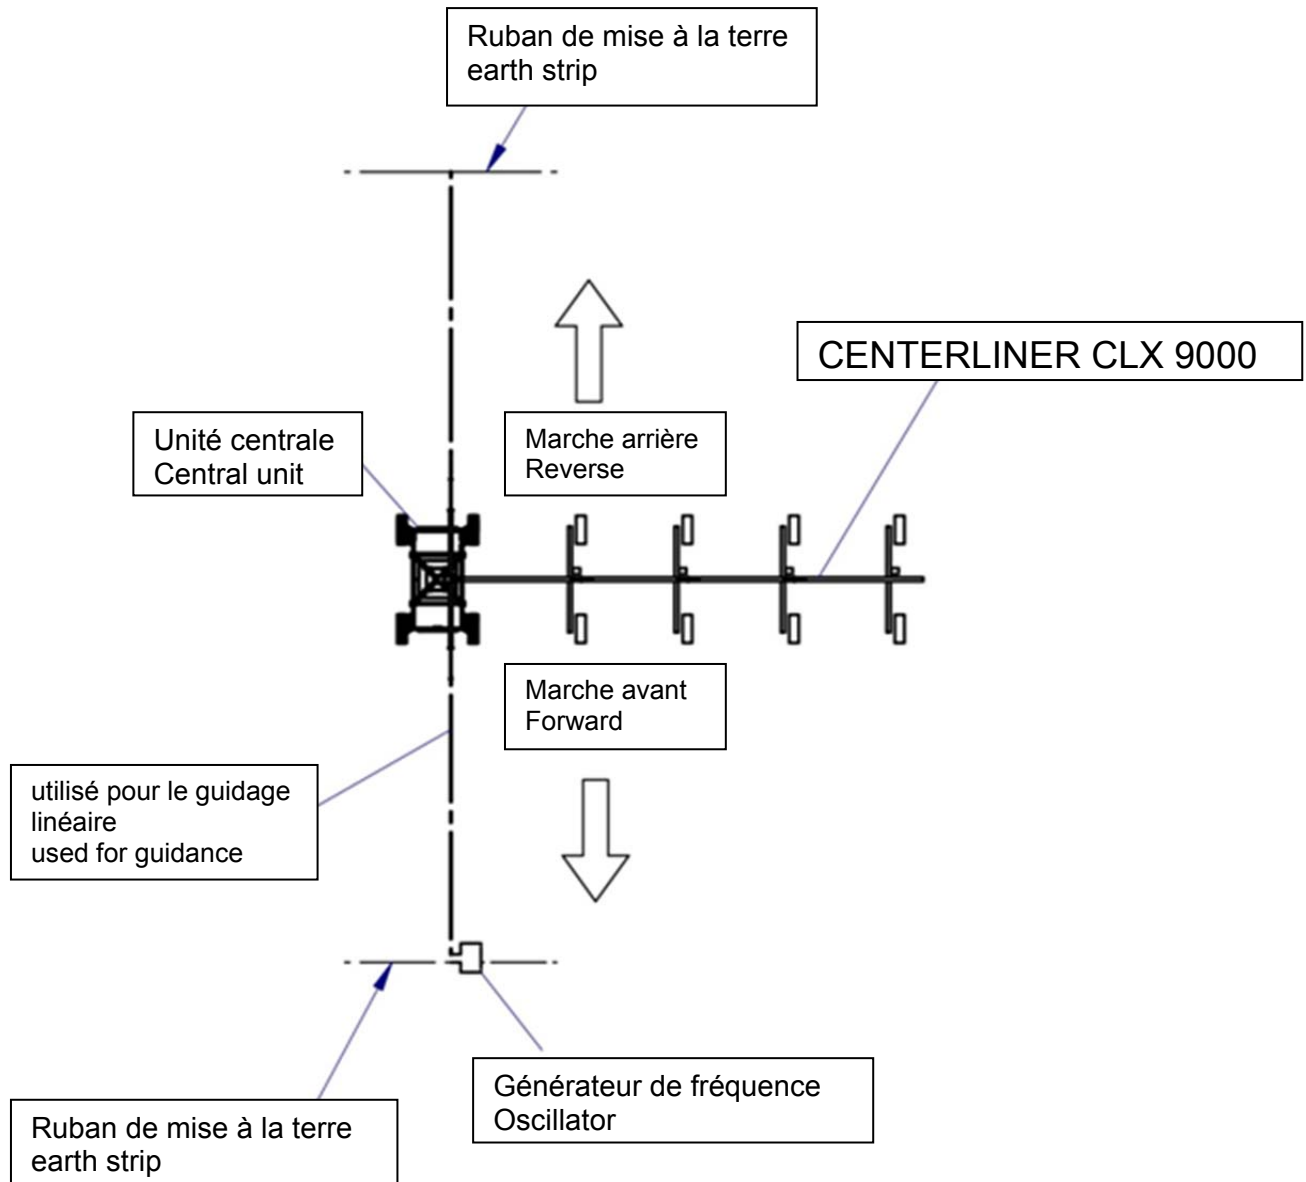 Ruban de mise à la terre
earth strip
CENTERLINER CLX 9000
Unité centrale
Central unit
Marche arrière
Reverse
Marche avant
Forward
utilisé pour le guidage
linéaire
used for guidance
Générateur de fréquence
Oscillator
Ruban de mise à la terre
earth strip